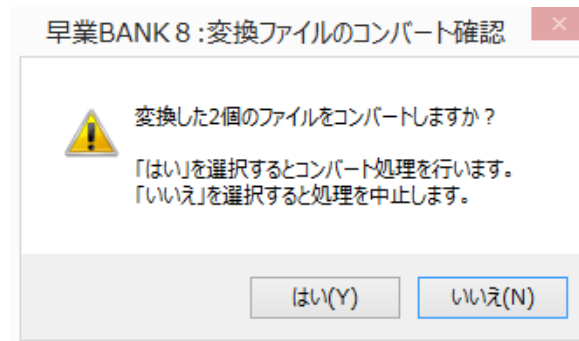 早業BANK８:変換ファイルのコンバート確認
変換した2個のファイルをコンバートしますか？
「はい」を選択するとコンバート処理を行います。
「いいえ」を選択すると処理を中止します。
はい(Y)
いいえ(N)